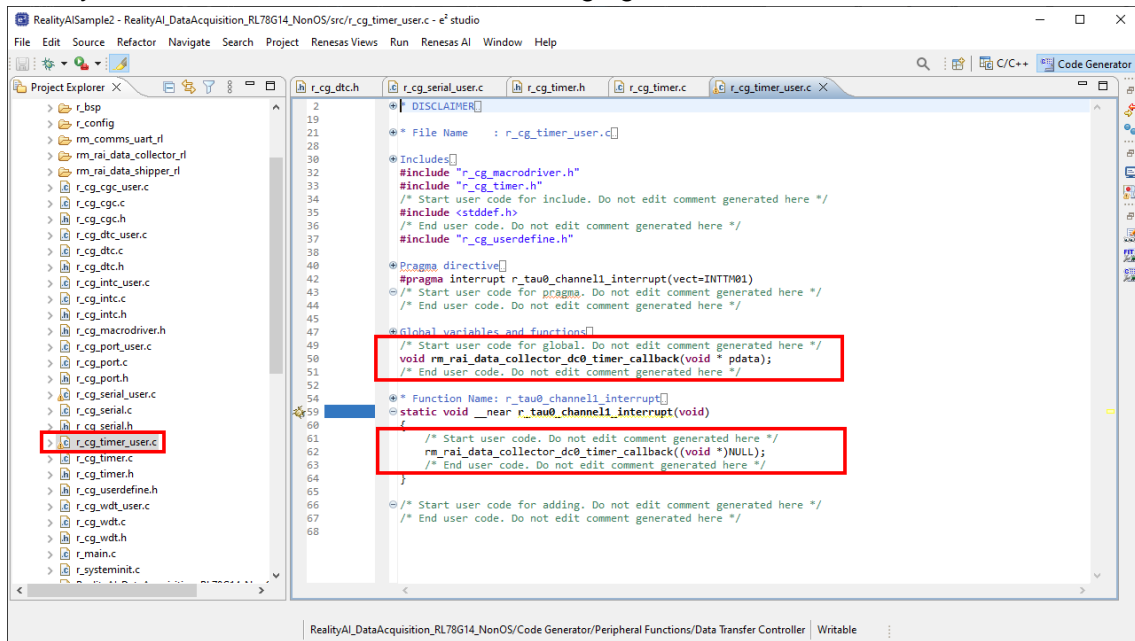 RealityAISample2 - RealityAI_DataAcquisition_RL78G14_NonOS/src/r_cg_timer_user.c - e² studio
File Edit Source Refactor Navigate Search Project Renesas Views Run Renesas AI Window Help
C/C++ Code Generator
Project Explorer
r_bsp
r_config
rm_comms_uart_rl
rm_rai_data_collector_rl
rm_rai_data_shipper_rl
r_cg_cgc_user.c
r_cg_cgc.c
r_cg_cgc.h
r_cg_dtc_user.c
r_cg_dtc.c
r_cg_dtc.h
r_cg_intc_user.c
r_cg_intc.c
r_cg_intc.h
r_cg_macrodriver.h
r_cg_port_user.c
r_cg_port.c
r_cg_port.h
r_cg_serial_user.c
r_cg_serial.c
r_cg_serial.h
r_cg_timer_user.c
r_cg_timer.c
r_cg_timer.h
r_cg_userdefine.h
r_cg_wdt_user.c
r_cg_wdt.c
r_cg_wdt.h
r_main.c
r_systeminit.c
r_cg_dtc.h r_cg_serial_user.c r_cg_timer.h r_cg_timer.c r_cg_timer_user.c
2 * DISCLAIMER
19
21 * File Name : r_cg_timer_user.c
28
30 Includes
32 #include "r_cg_macrodriver.h"
33 #include "r_cg_timer.h"
34 /* Start user code for include. Do not edit comment generated here */
35 #include <stddef.h>
36 /* End user code. Do not edit comment generated here */
37 #include "r_cg_userdefine.h"
38
40 Pragma directive
42 #pragma interrupt r_tau0_channel1_interrupt(vect=INTTM01)
43 /* Start user code for pragma. Do not edit comment generated here */
44 /* End user code. Do not edit comment generated here */
45
47 Global variables and functions
49 /* Start user code for global. Do not edit comment generated here */
50 void rm_rai_data_collector_dc0_timer_callback(void * pdata);
51 /* End user code. Do not edit comment generated here */
52
54 * Function Name: r_tau0_channel1_interrupt
59 static void __near r_tau0_channel1_interrupt(void)
60 {
61 /* Start user code. Do not edit comment generated here */
62 rm_rai_data_collector_dc0_timer_callback((void *)NULL);
63 /* End user code. Do not edit comment generated here */
64 }
65
66 /* Start user code for adding. Do not edit comment generated here */
67 /* End user code. Do not edit comment generated here */
68
RealityAI_DataAcquisition_RL78G14_NonOS/Code Generator/Peripheral Functions/Data Transfer Controller Writable